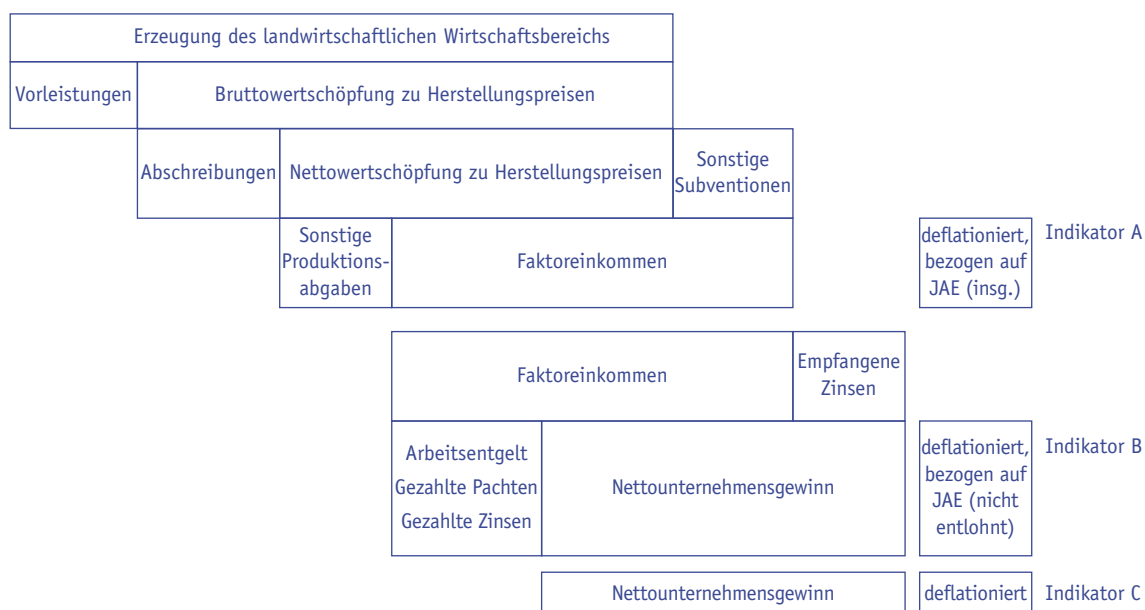 Erzeugung des landwirtschaftlichen Wirtschaftsbereichs
Vorleistungen
Bruttowertschöpfung zu Herstellungspreisen
Abschreibungen
Nettowertschöpfung zu Herstellungspreisen
Sonstige
Subventionen
Sonstige
Produktions-
abgaben
Faktoreinkommen
deflationiert,
bezogen auf
JAE (insg.)
Indikator A
Faktoreinkommen
Empfangene
Zinsen
Arbeitsentgelt
Gezahlte Pachten
Gezahlte Zinsen
Nettounternehmensgewinn
deflationiert,
bezogen auf
JAE (nicht
entlohnt)
Indikator B
Nettounternehmensgewinn
deflationiert
Indikator C